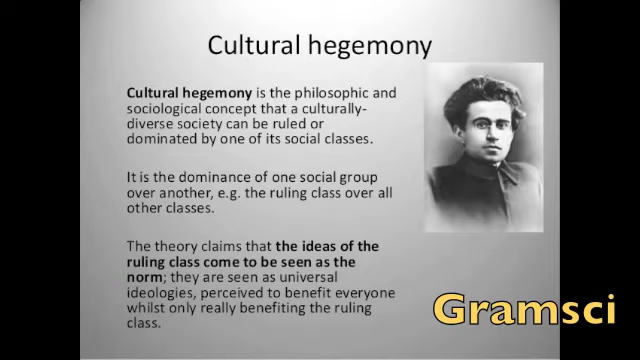 Cultural hegemony
Cultural hegemony is the philosophic and
sociological concept that a culturally-
diverse society can be ruled or
dominated by one of its social classes.
It is the dominance of one social group
over another, e.g. the ruling class over all
other classes.
The theory claims that the ideas of the
ruling class come to be seen as the
norm; they are seen as universal
ideologies, perceived to benefit everyone
whilst only really benefiting the ruling
class.
Gramsci